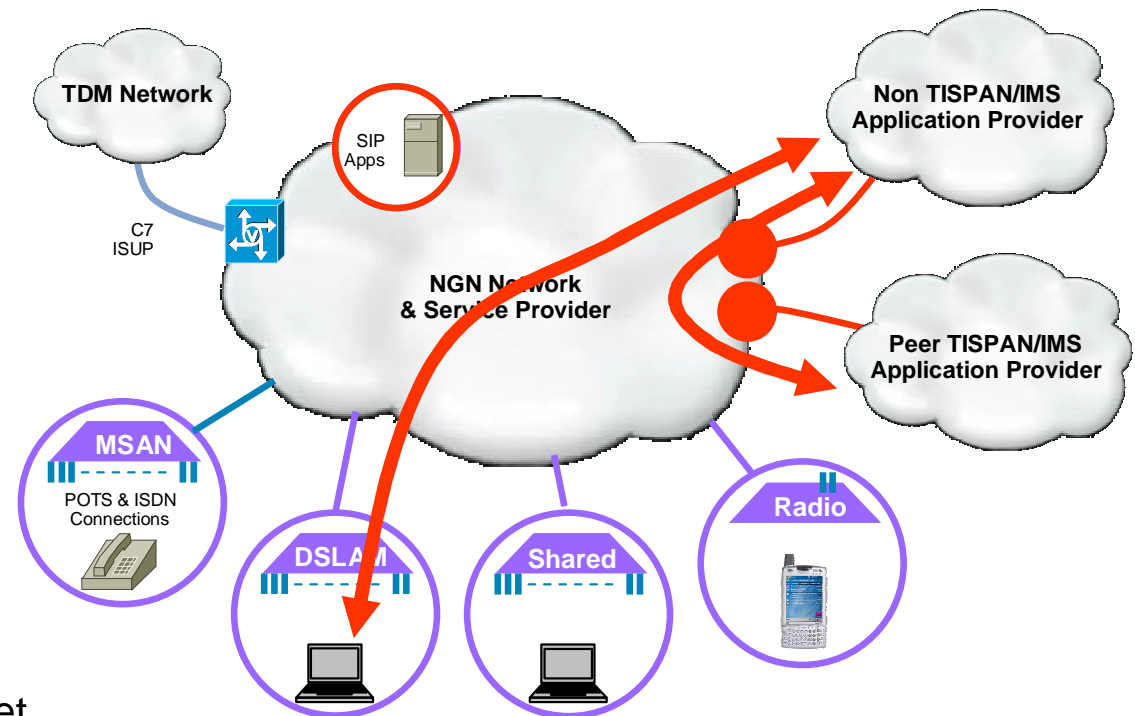 TDM Network
Non TISPAN/IMS
Application Provider
SIP
Apps
C7
ISUP
V
NGN Network
& Service Provider
Peer TISPAN/IMS
Application Provider
MSAN
POTS & ISDN
Connections
DSLAM
Shared
Radio
et